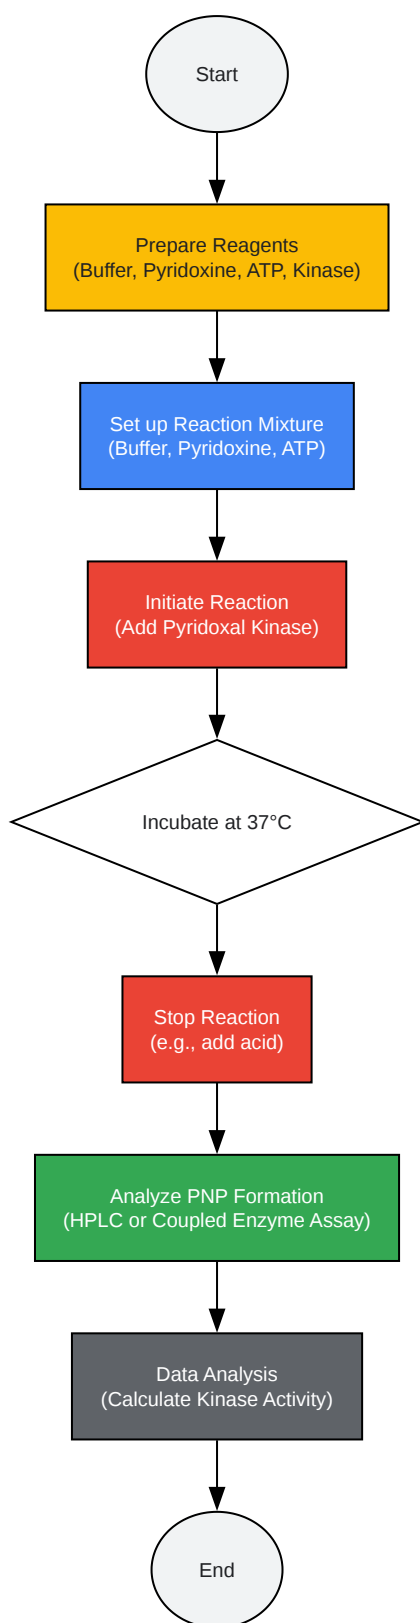 Start
Prepare Reagents
(Buffer, Pyridoxine, ATP, Kinase)
Set up Reaction Mixture
(Buffer, Pyridoxine, ATP)
Initiate Reaction
(Add Pyridoxal Kinase)
Incubate at 37°C
Stop Reaction
(e.g., add acid)
Analyze PNP Formation
(HPLC or Coupled Enzyme Assay)
Data Analysis
(Calculate Kinase Activity)
End